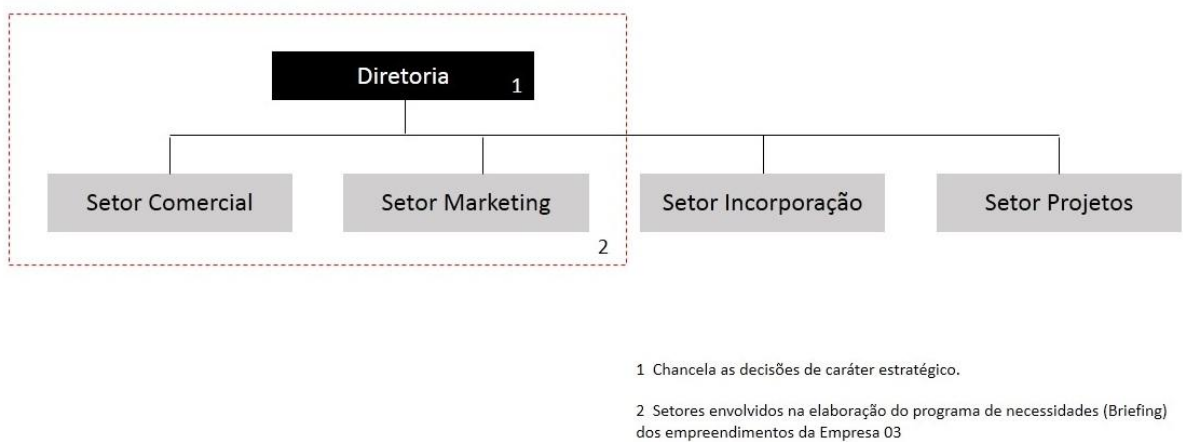 Diretoria
1
Setor Comercial
Setor Marketing
Setor Incorporação
Setor Projetos
2
1 Chancela as decisões de caráter estratégico.
2 Setores envolvidos na elaboração do programa de necessidades (Briefing)
dos empreendimentos da Empresa 03